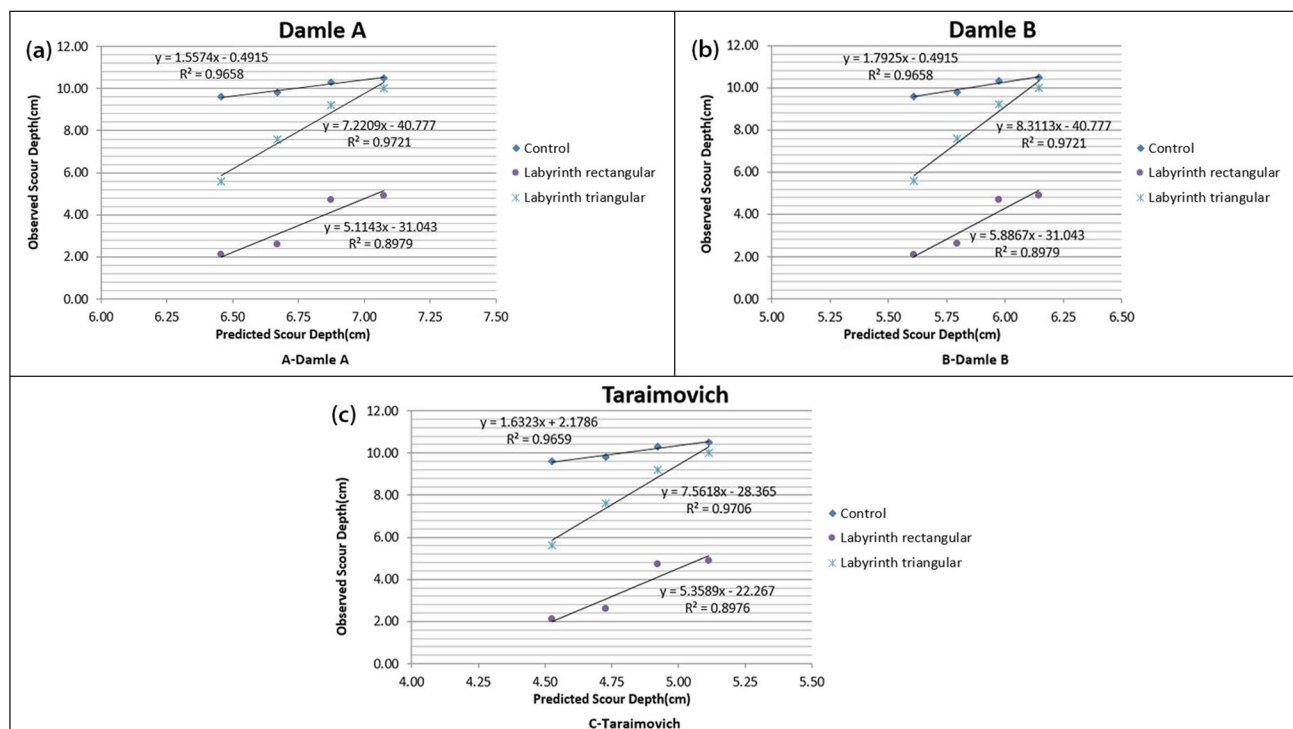 (a)
Damle A
12.00
10.00
8.00
6.00
4.00
2.00
0.00
Observed Scour Depth(cm)
y = 1.5574x - 0.4915
R² = 0.9658
y = 7.2209x - 40.777
R² = 0.9721
y = 5.1143x - 31.043
R² = 0.8979
6.00 6.25 6.50 6.75 7.00 7.25 7.50
Predicted Scour Depth(cm)
A-Damle A
Control
Labyrinth rectangular
Labyrinth triangular
(b)
Damle B
12.00
10.00
8.00
6.00
4.00
2.00
0.00
Observed Scour Depth(cm)
y = 1.7925x - 0.4915
R² = 0.9658
y = 8.3113x - 40.777
R² = 0.9721
y = 5.8867x - 31.043
R² = 0.8979
5.00 5.25 5.50 5.75 6.00 6.25 6.50
Predicted Scour Depth(cm)
B-Damle B
Control
Labyrinth rectangular
Labyrinth triangular
(c)
Taraimovich
12.00
10.00
8.00
6.00
4.00
2.00
0.00
Observed Scour Depth(cm)
y = 1.6323x + 2.1786
R² = 0.9659
y = 7.5618x - 28.365
R² = 0.9706
y = 5.3589x - 22.267
R² = 0.8976
4.00 4.25 4.50 4.75 5.00 5.25 5.50
Predicted Scour Depth(cm)
C-Taraimovich
Control
Labyrinth rectangular
Labyrinth triangular